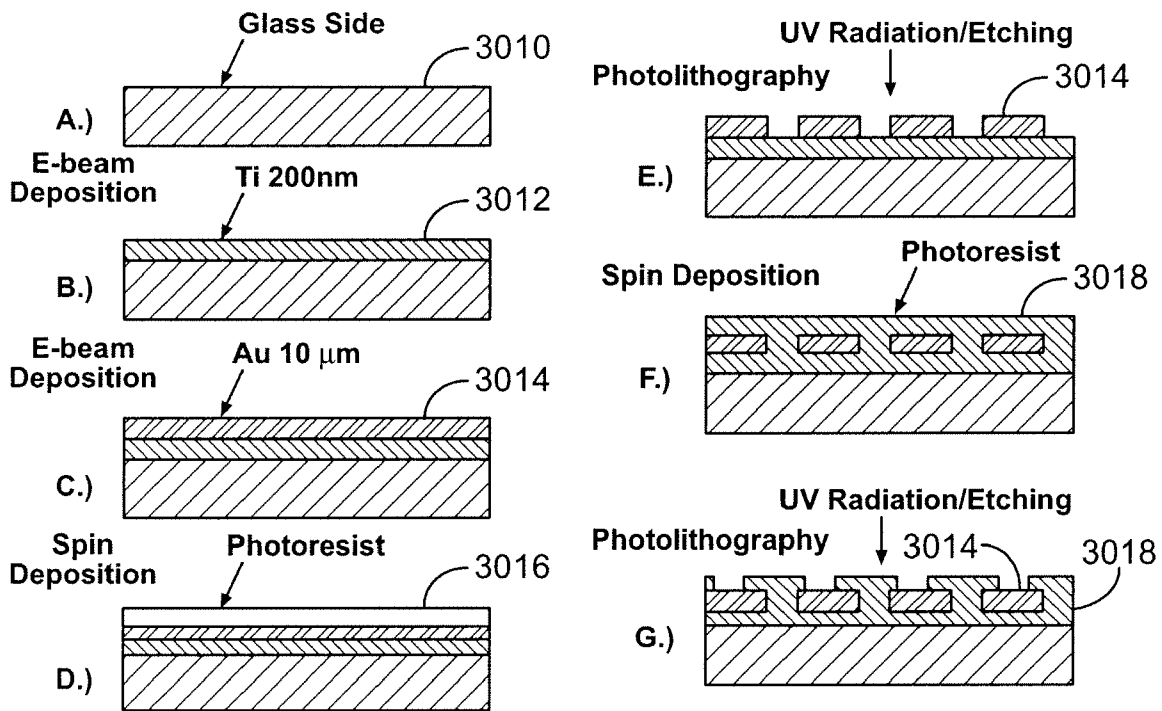 Glass Side
3010
A.)
E-beam
Deposition
Ti 200nm
3012
B.)
E-beam
Deposition
Au 10 μm
3014
C.)
Spin
Deposition
Photoresist
3016
D.)
UV Radiation/Etching
Photolithography
3014
E.)
Spin Deposition
Photoresist
3018
F.)
UV Radiation/Etching
Photolithography
3014
3018
G.)